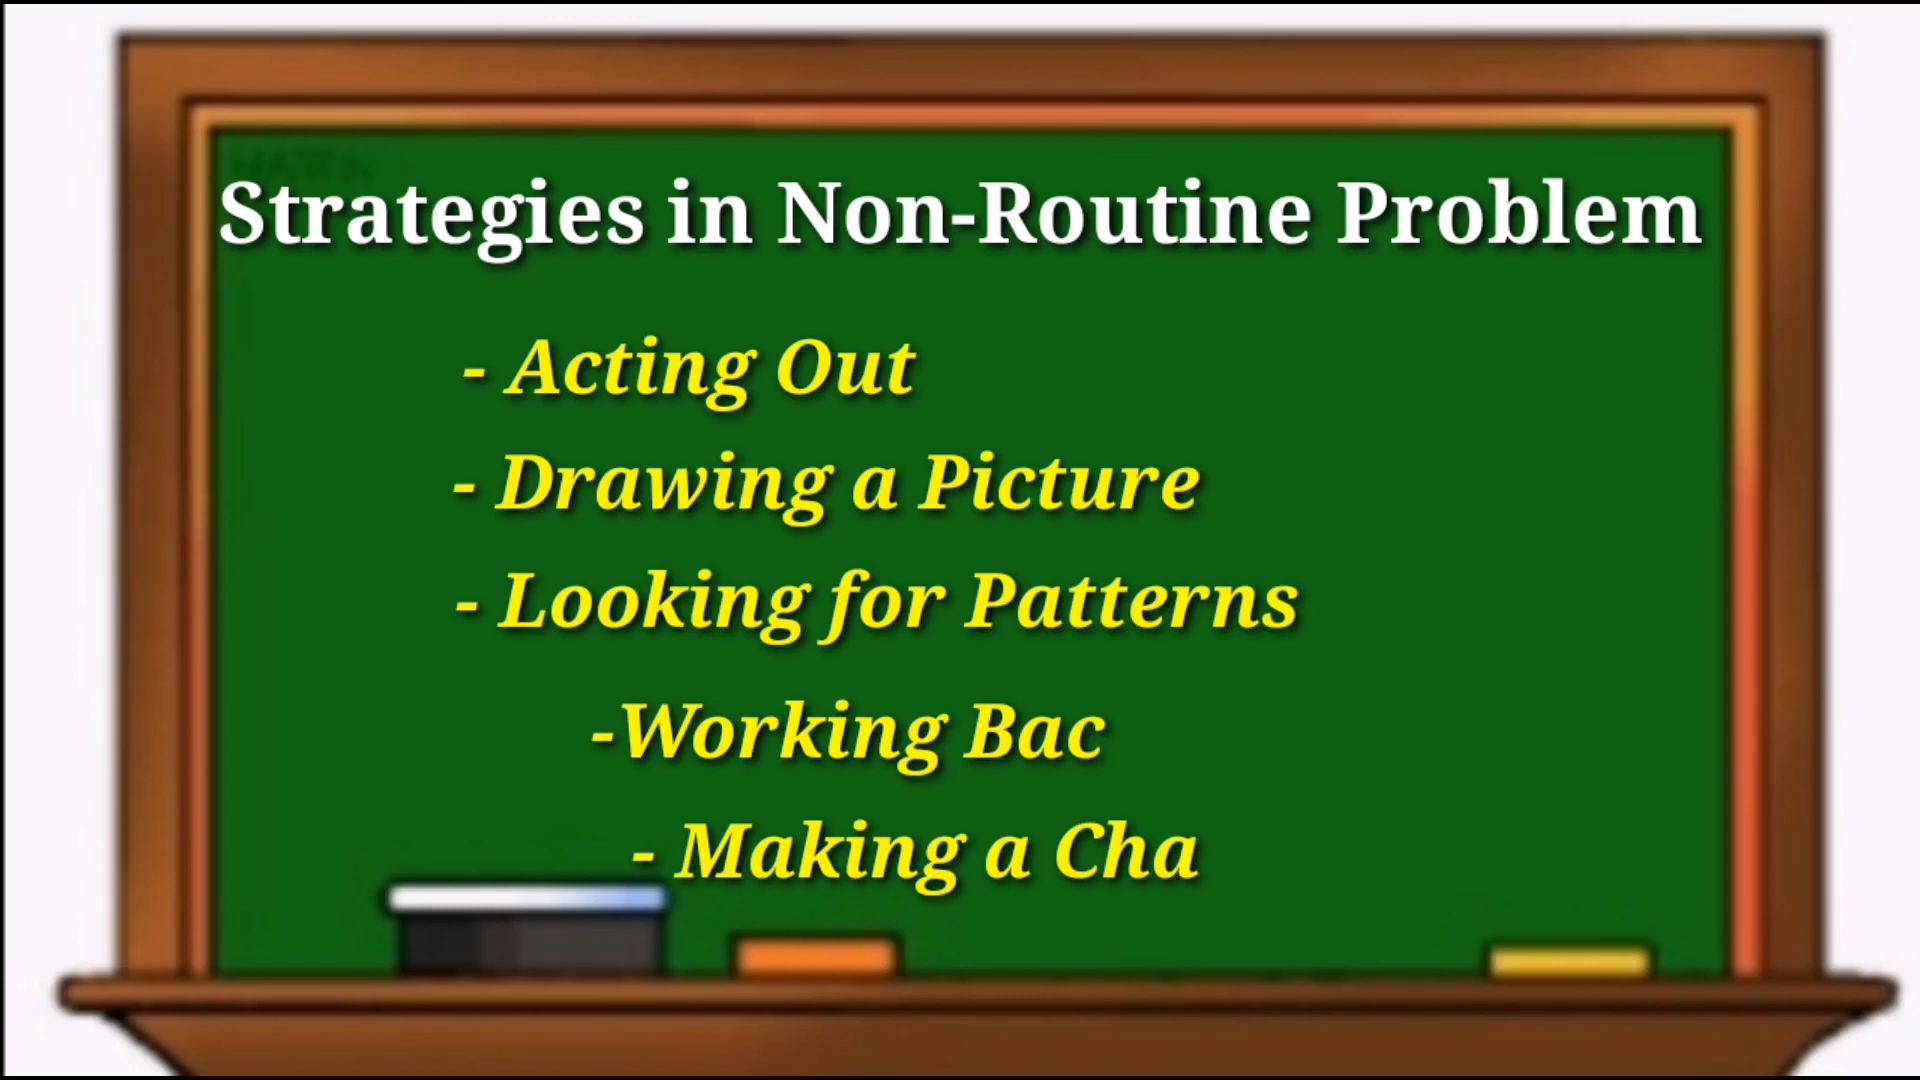 Strategies in Non-Routine Problem
- Acting Out
- Drawing a Picture
- Looking for Patterns
-Working Bac
- Making a Cha